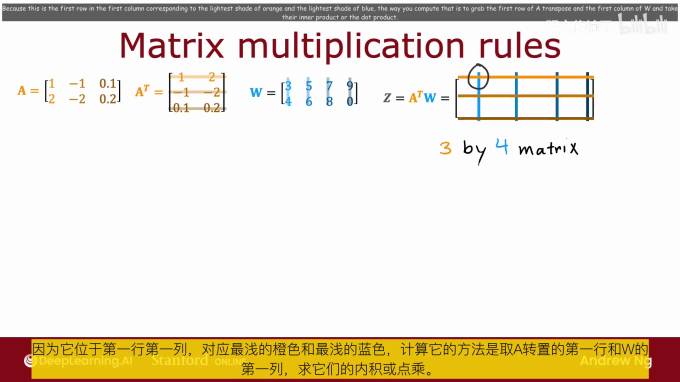 Because this is the first row in the first column corresponding to the lightest shade of orange and the lightest shade of blue, the way you compute that is to grab the first row of A transpose and the first column of W and take
their inner product or the dot product.
bilibili
Matrix multiplication rules
A = [1 −1 0.1
2 −2 0.2]
Aᵀ = [1 2
−1 −2
0.1 0.2]
W = [3 5 7 9
4 6 8 0]
Z = AᵀW = [ ]
3 by 4 matrix
DeepLearning.AI Stanford ONLINE Andrew Ng
因为它位于第一行第一列，对应最浅的橙色和最浅的蓝色，计算它的方法是取A转置的第一行和W的
第一列，求它们的内积或点乘。